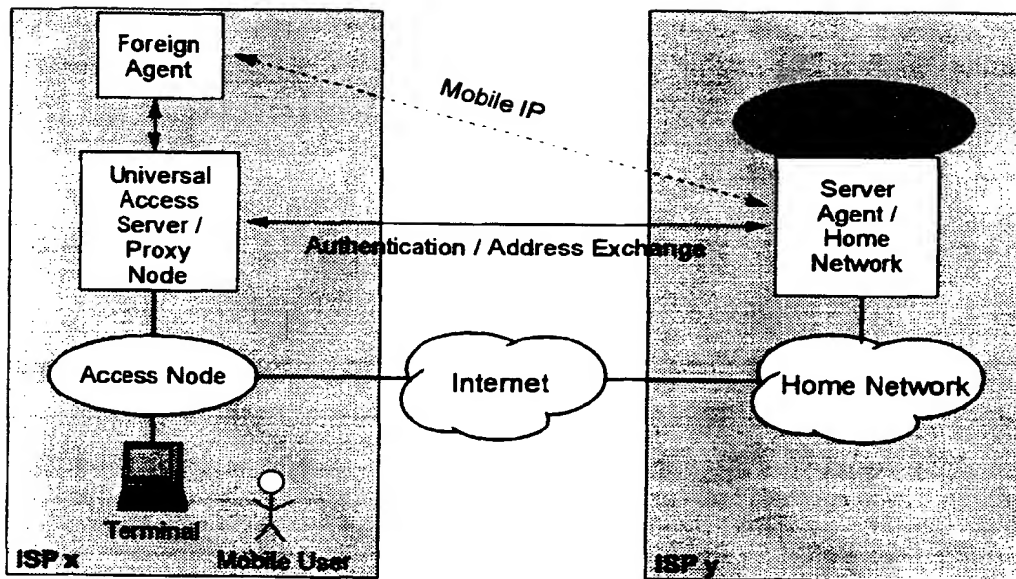 Foreign
Agent
Mobile IP
Universal
Access
Server /
Proxy
Node
Server
Agent /
Home
Network
Authentication / Address Exchange
Access Node
Internet
Home Network
Terminal
Mobile User
ISP x
ISP y